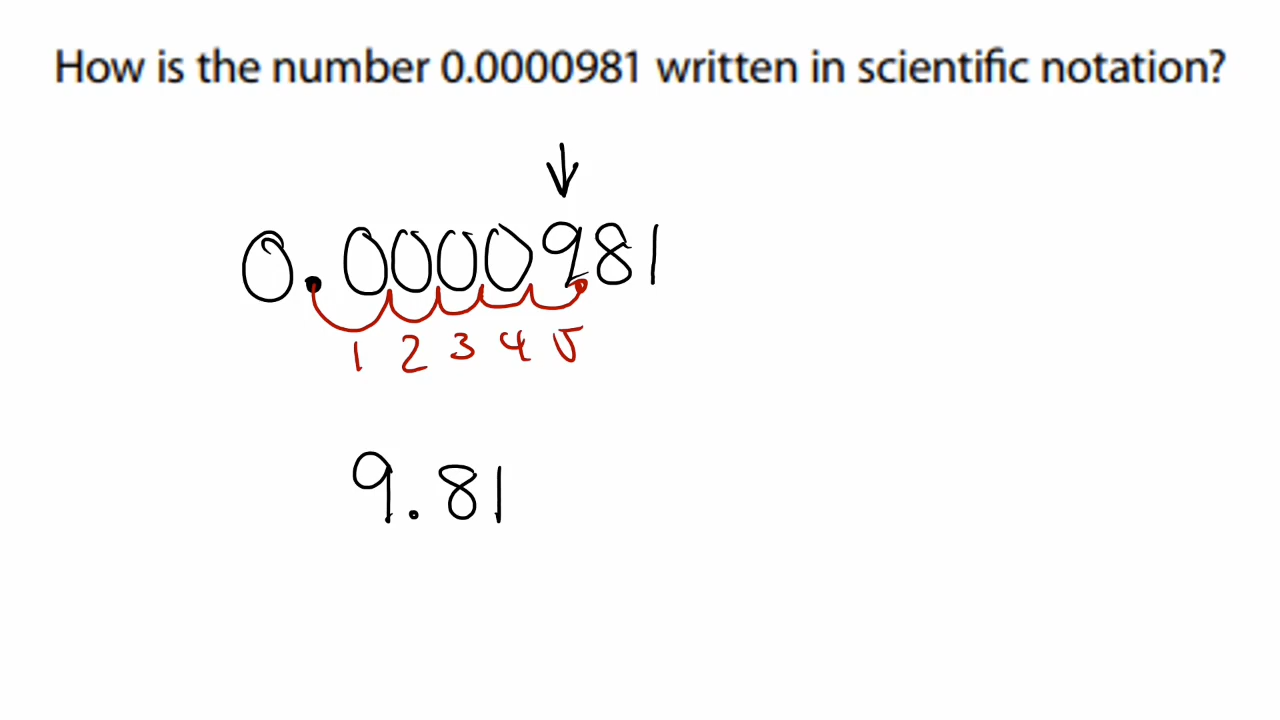 How is the number 0.0000981 written in scientific notation?
0.0000981
1 2 3 4 5
9.81